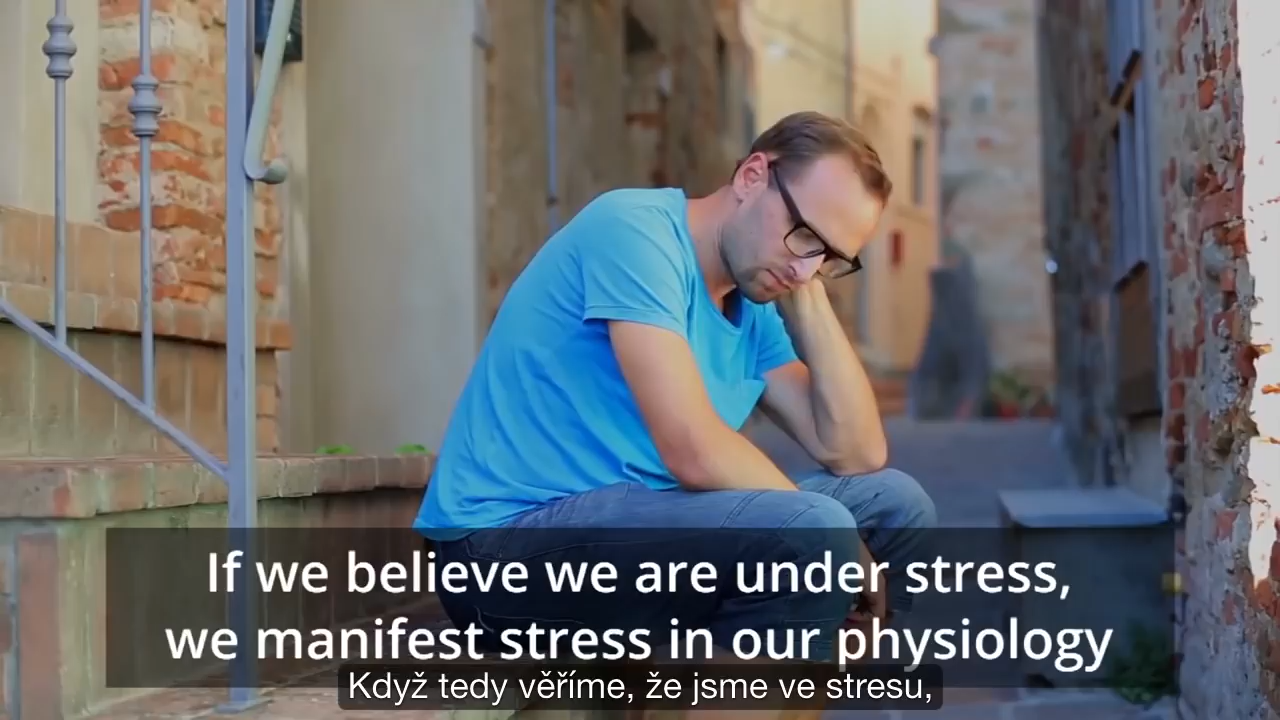 If we believe we are under stress,
we manifest stress in our physiology
Když tedy věříme, že jsme ve stresu,